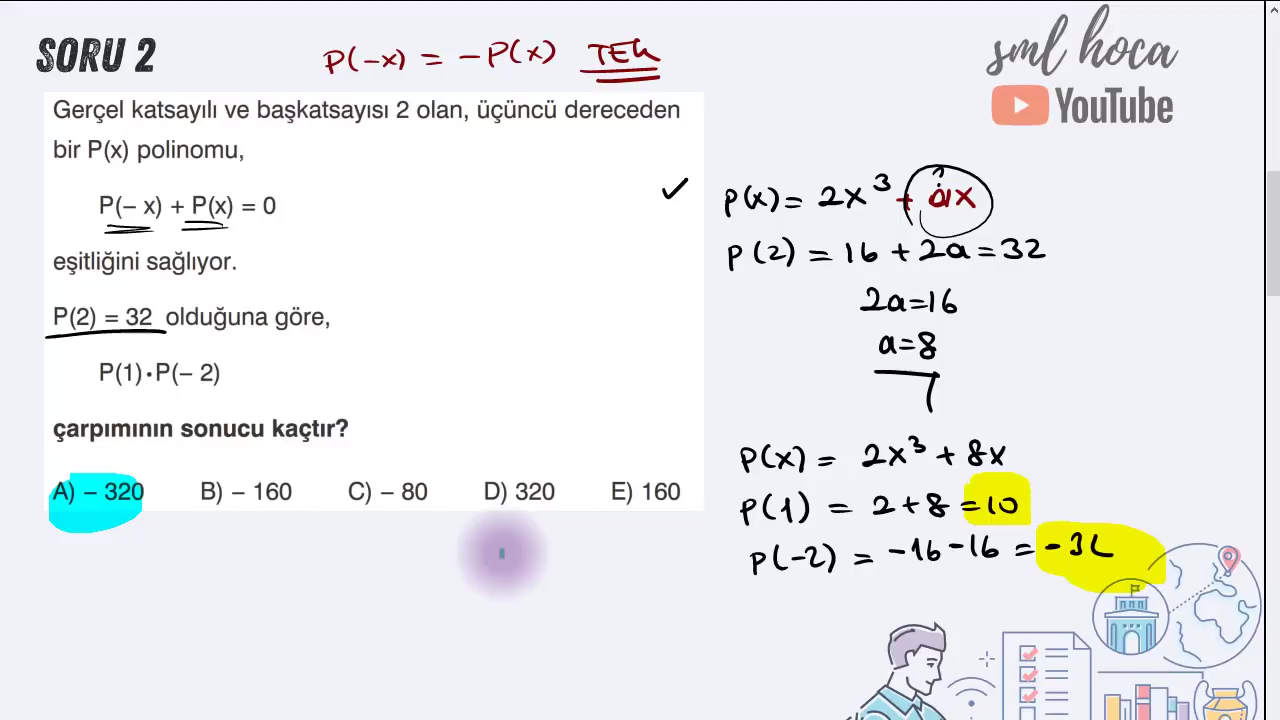 SORU 2
P(-x) = -P(x) TEK
sml hoca
YouTube
Gerçel katsayılı ve başkatsayısı 2 olan, üçüncü dereceden
bir P(x) polinomu,
P(– x) + P(x) = 0
eşitliğini sağlıyor.
P(2) = 32 olduğuna göre,
P(1)·P(– 2)
çarpımının sonucu kaçtır?
A) – 320 B) – 160 C) – 80 D) 320 E) 160
✓ P(x) = 2x³ + ax
P(2) = 16 + 2a = 32
2a = 16
a = 8
P(x) = 2x³ + 8x
P(1) = 2 + 8 = 10
P(-2) = -16 - 16 = -32